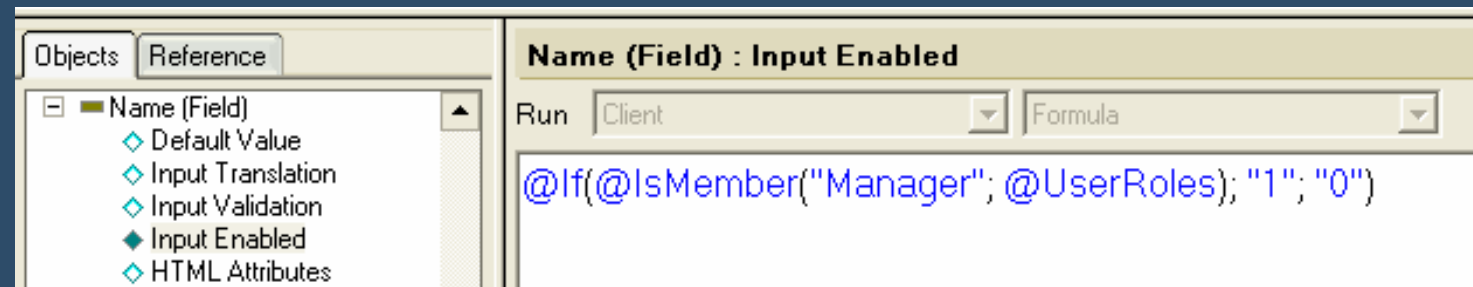 Objects Reference
Name (Field)
Default Value
Input Translation
Input Validation
Input Enabled
HTML Attributes
Name (Field) : Input Enabled
Run Client Formula
@If(@IsMember("Manager"; @UserRoles); "1"; "0")